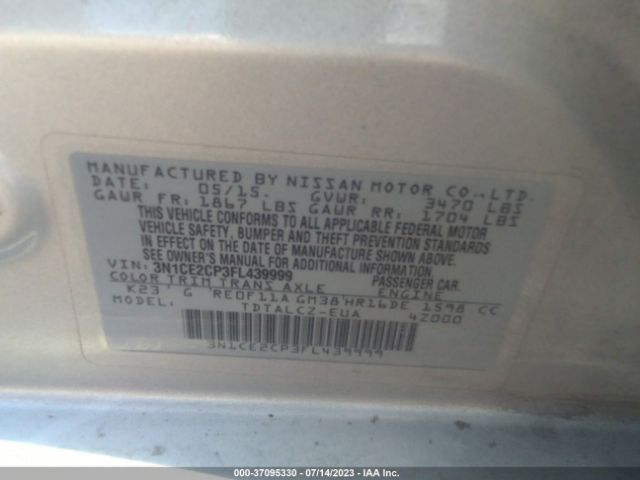 MANUFACTURED BY NISSAN MOTOR CO.,LTD.
DATE: 05/15. GVWR: 3470 LBS
GAWR FR: 1867 LBS GAWR RR: 1704 LBS
THIS VEHICLE CONFORMS TO ALL APPLICABLE FEDERAL MOTOR
VEHICLE SAFETY, BUMPER AND THEFT PREVENTION STANDARDS
IN EFFECT ON THE DATE OF MANUFACTURE SHOWN ABOVE.
SEE OWNER'S MANUAL FOR ADDITIONAL INFORMATION
VIN: 3N1CE2CP3FL439999 PASSENGER CAR
COLOR TRIM TRANS AXLE ENGINE
K23 G RE0F11A GM38 HR16DE 1598 CC
MODEL: TDTALCZ-EUA 4Z000
3N1CE2CP3FL439999
000-37095330 - 07/14/2023 - IAA Inc.